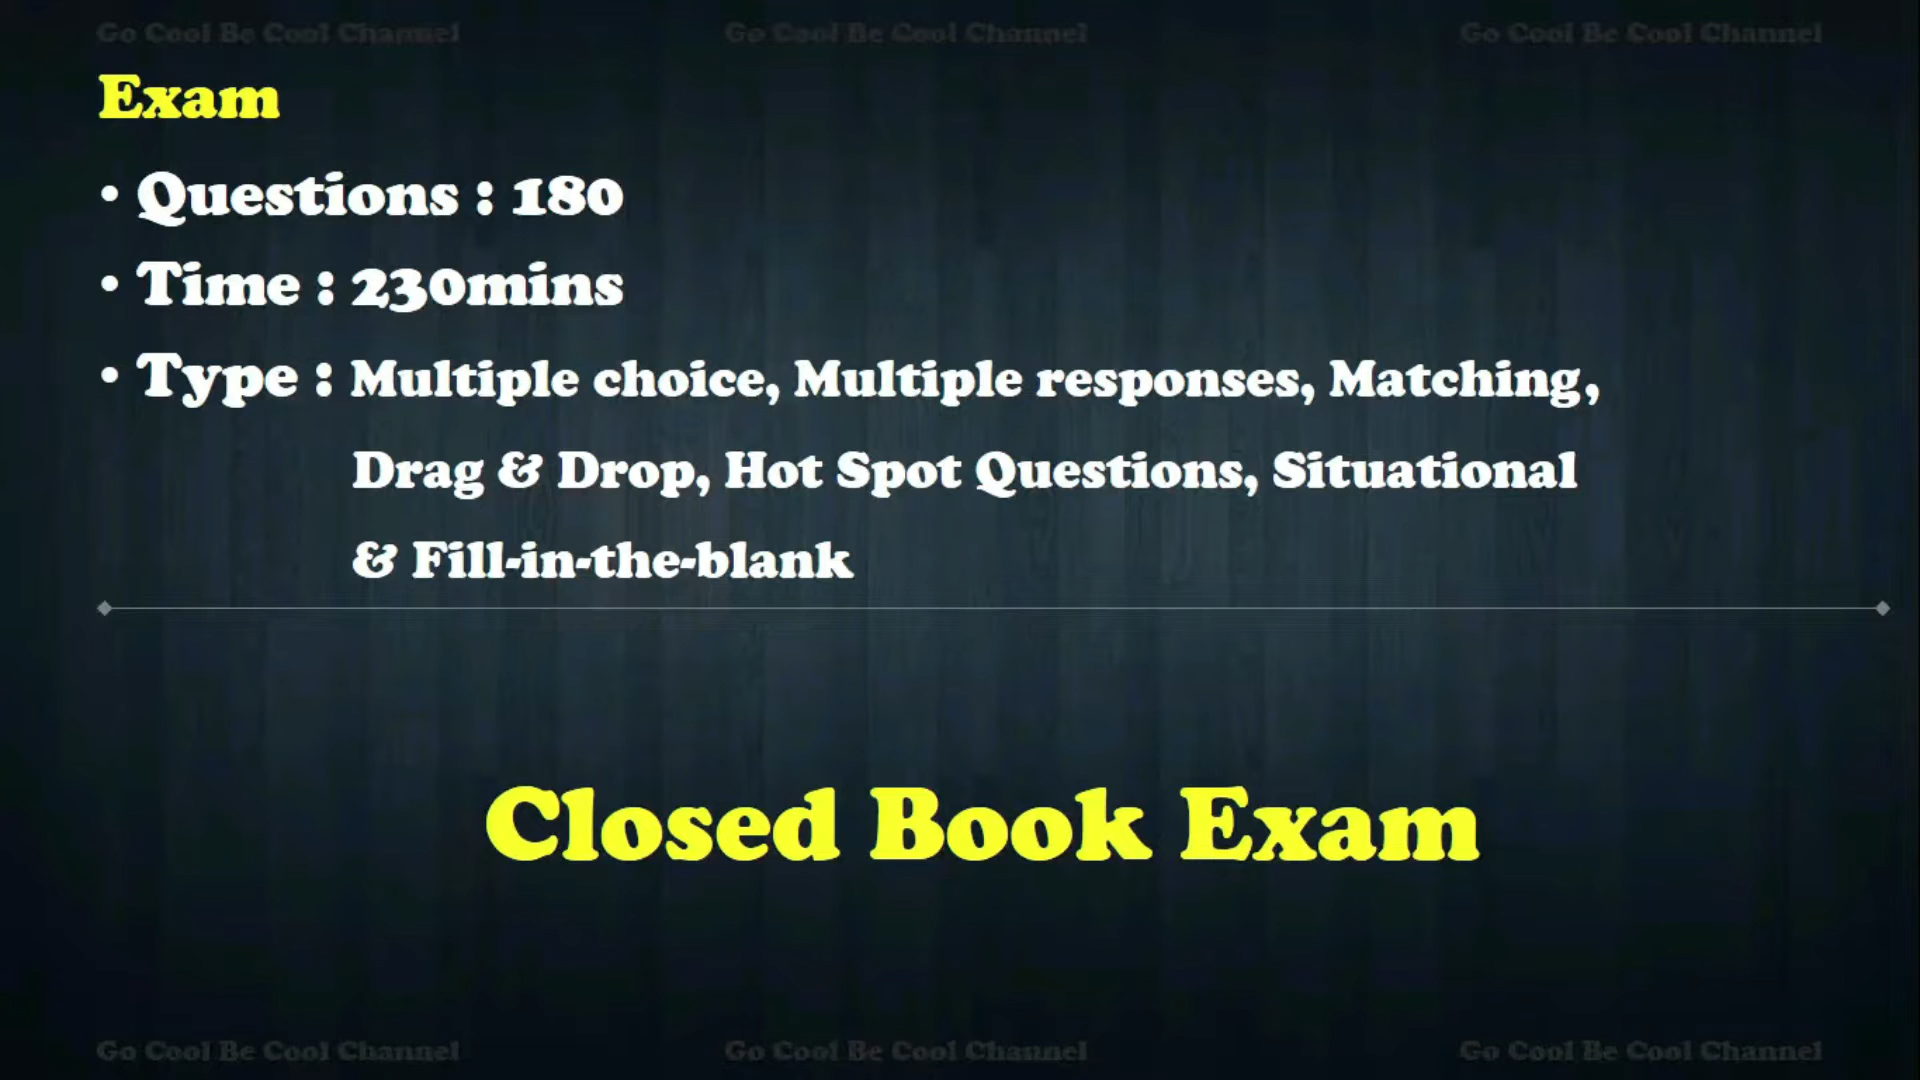 Go Cool Be Cool Channel Go Cool Be Cool Channel Go Cool Be Cool Channel
Exam
• Questions : 180
• Time : 230mins
• Type : Multiple choice, Multiple responses, Matching,
Drag & Drop, Hot Spot Questions, Situational
& Fill-in-the-blank
Closed Book Exam
Go Cool Be Cool Channel Go Cool Be Cool Channel Go Cool Be Cool Channel